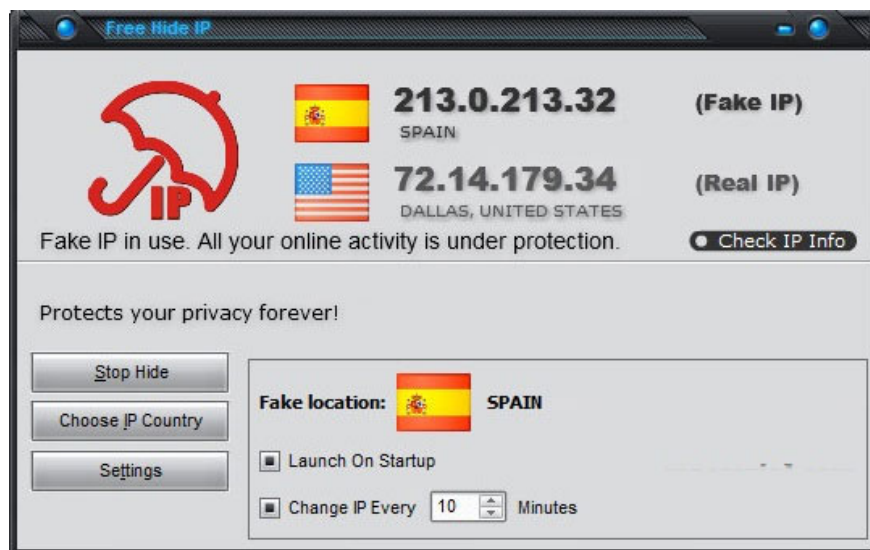 Free Hide IP
213.0.213.32 (Fake IP)
SPAIN
72.14.179.34 (Real IP)
DALLAS, UNITED STATES
IP
Fake IP in use. All your online activity is under protection. Check IP Info
Protects your privacy forever!
Stop Hide
Choose IP Country
Settings
Fake location: SPAIN
Launch On Startup
Change IP Every 10 Minutes